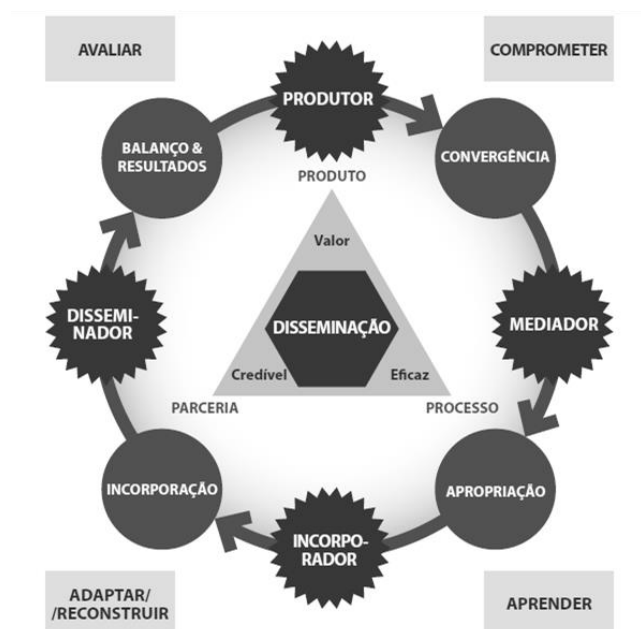 AVALIAR
COMPROMETER
PRODUTOR
BALANÇO &
RESULTADOS
CONVERGÊNCIA
PRODUTO
Valor
DISSEMI-
NADOR
DISSEMINAÇÃO
MEDIADOR
Credível
Eficaz
PARCERIA
PROCESSO
INCORPORAÇÃO
APROPRIAÇÃO
INCORPO-
RADOR
ADAPTAR/
/RECONSTRUIR
APRENDER